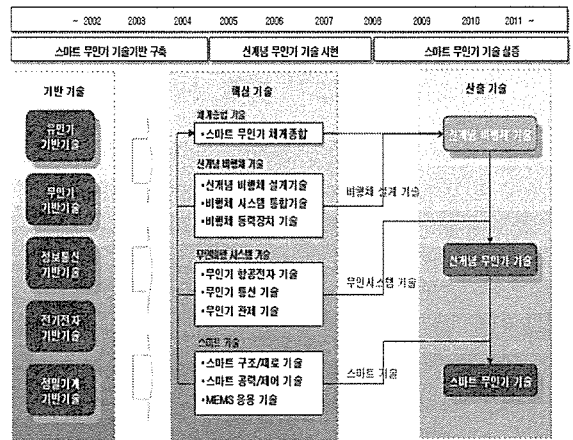 ~ 2002 2003 2004 2005 2006 2007 2008 2009 2010 2011 ~
스마트 무인기 기술기반 구축 신개념 무인기 기술 시현 스마트 무인기 기술 실증
기반 기술 핵심 기술 산출 기술
유인기
기반기술
무인기
기반기술
정보통신
기반기술
전기전자
기반기술
정밀기계
기반기술
체계종합 기술
•스마트 무인기 체계종합
신개념 비행체 기술
•신개념 비행체 설계기술
•비행체 시스템 통합기술
•비행체 동력장치 기술
무인비행 시스템 기술
•무인기 항공전자 기술
•무인기 통신 기술
•무인기 관제 기술
스마트 기술
•스마트 구조/재료 기술
•스마트 공력/제어 기술
•MEMS 응용 기술
비행체 설계 기술
무인시스템 기술
스마트 기술
신개념 비행체 기술
신개념 무인기 기술
스마트 무인기 기술